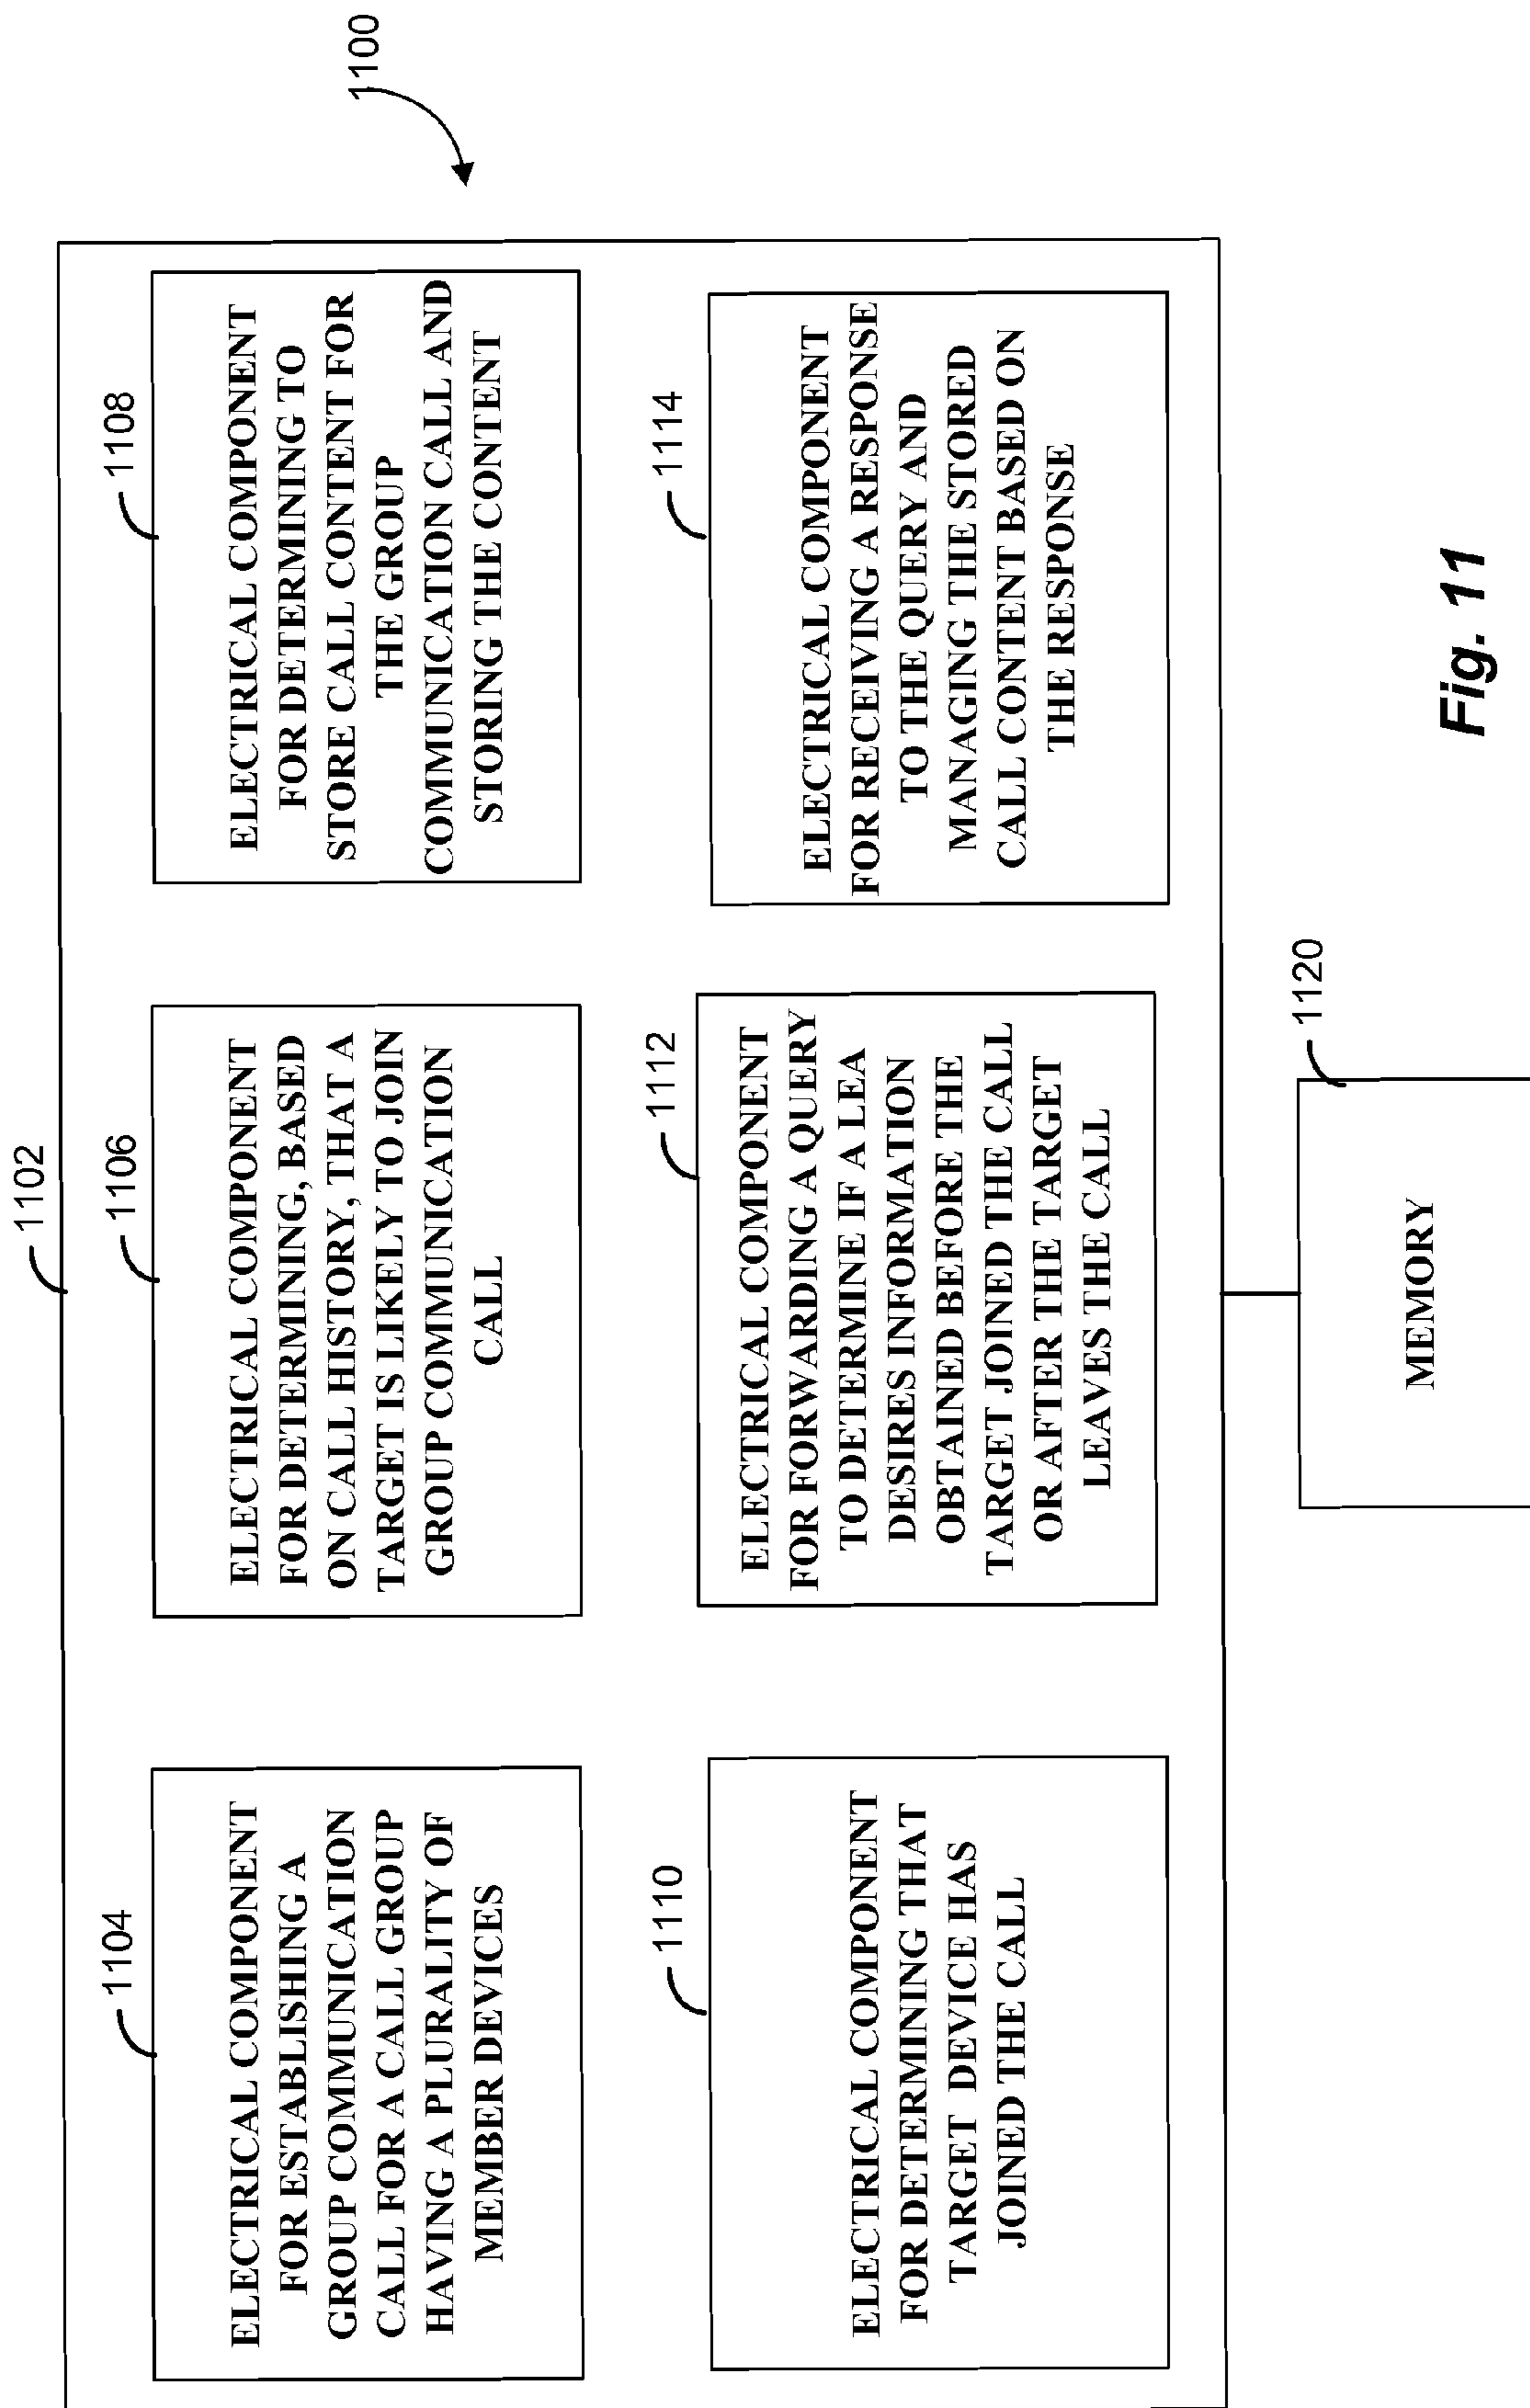 1100
1102
1104
ELECTRICAL COMPONENT
FOR ESTABLISHING A
GROUP COMMUNICATION
CALL FOR A CALL GROUP
HAVING A PLURALITY OF
MEMBER DEVICES
1106
ELECTRICAL COMPONENT
FOR DETERMINING, BASED
ON CALL HISTORY, THAT A
TARGET IS LIKELY TO JOIN
GROUP COMMUNICATION
CALL
1108
ELECTRICAL COMPONENT
FOR DETERMINING TO
STORE CALL CONTENT FOR
THE GROUP
COMMUNICATION CALL AND
STORING THE CONTENT
1110
ELECTRICAL COMPONENT
FOR DETERMINING THAT
TARGET DEVICE HAS
JOINED THE CALL
1112
ELECTRICAL COMPONENT
FOR FORWARDING A QUERY
TO DETERMINE IF A LEA
DESIRES INFORMATION
OBTAINED BEFORE THE
TARGET JOINED THE CALL
OR AFTER THE TARGET
LEAVES THE CALL
1114
ELECTRICAL COMPONENT
FOR RECEIVING A RESPONSE
TO THE QUERY AND
MANAGING THE STORED
CALL CONTENT BASED ON
THE RESPONSE
1120
MEMORY
Fig. 11